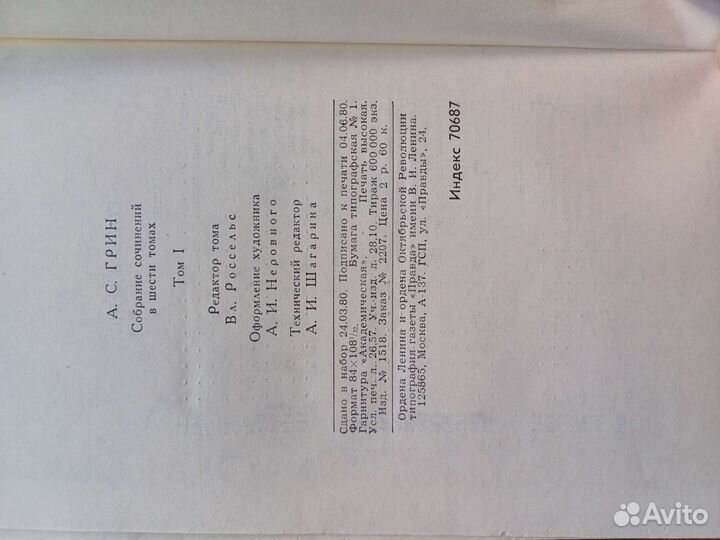 А. С. ГРИН
Собрание сочинений
в шести томах
Том I
Редактор тома
Вл. Россельс
Оформление художника
А. И. Неровного
Технический редактор
А. И. Шагарина
Сдано в набор 24.03.80. Подписано к печати 04.06.80.
Формат 84×108¹/₃₂. Бумага типографская № 1.
Гарнитура «Академическая». Печать высокая.
Усл. печ. л. 26,57. Уч.-изд. л. 28,10. Тираж 600 000 экз.
Изд. № 1518. Заказ № 2207. Цена 2 р. 60 к.
Ордена Ленина и ордена Октябрьской Революции
типография газеты «Правда» имени В. И. Ленина.
125865, Москва, А-137, ГСП, ул. «Правды», 24.
Индекс 70687
Avito